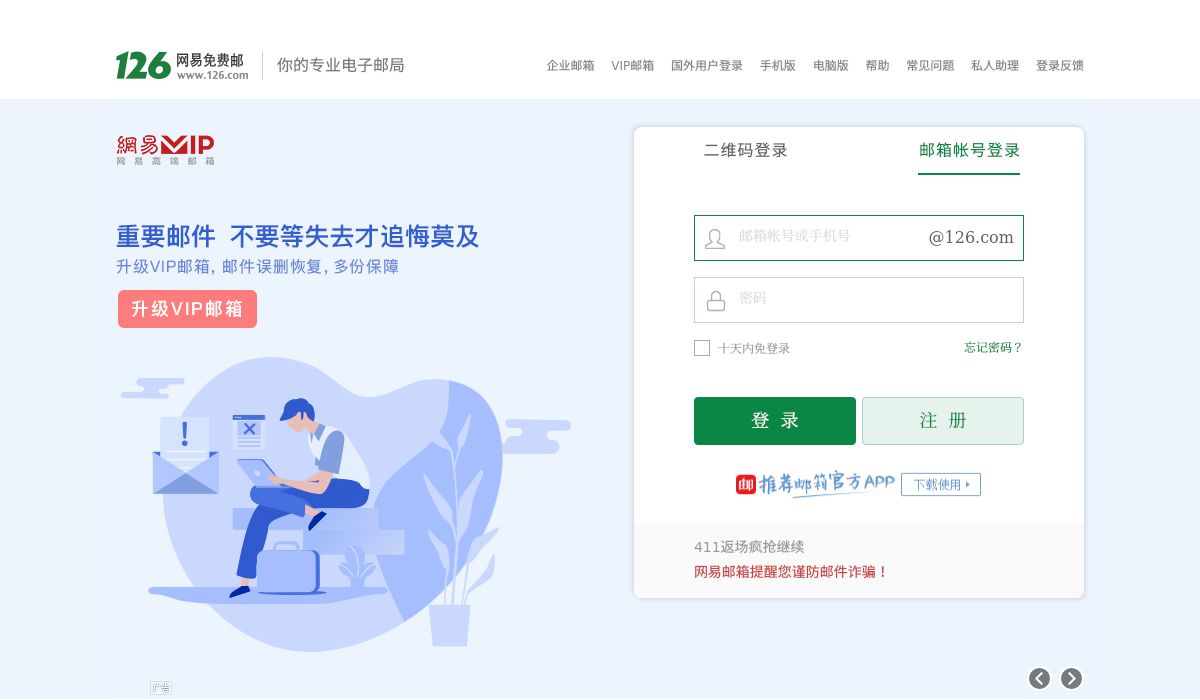 126 网易免费邮
www.126.com
你的专业电子邮局
企业邮箱 VIP邮箱 国外用户登录 手机版 电脑版 帮助 常见问题 私人助理 登录反馈
網易VIP
网易高端邮箱
重要邮件 不要等失去才追悔莫及
升级VIP邮箱, 邮件误删恢复, 多份保障
升级VIP邮箱
广告
二维码登录
邮箱帐号登录
邮箱帐号或手机号
@126.com
密码
十天内免登录
忘记密码？
登 录
注 册
邮 推荐邮箱官方APP
下载使用
411返场疯抢继续
网易邮箱提醒您谨防邮件诈骗！